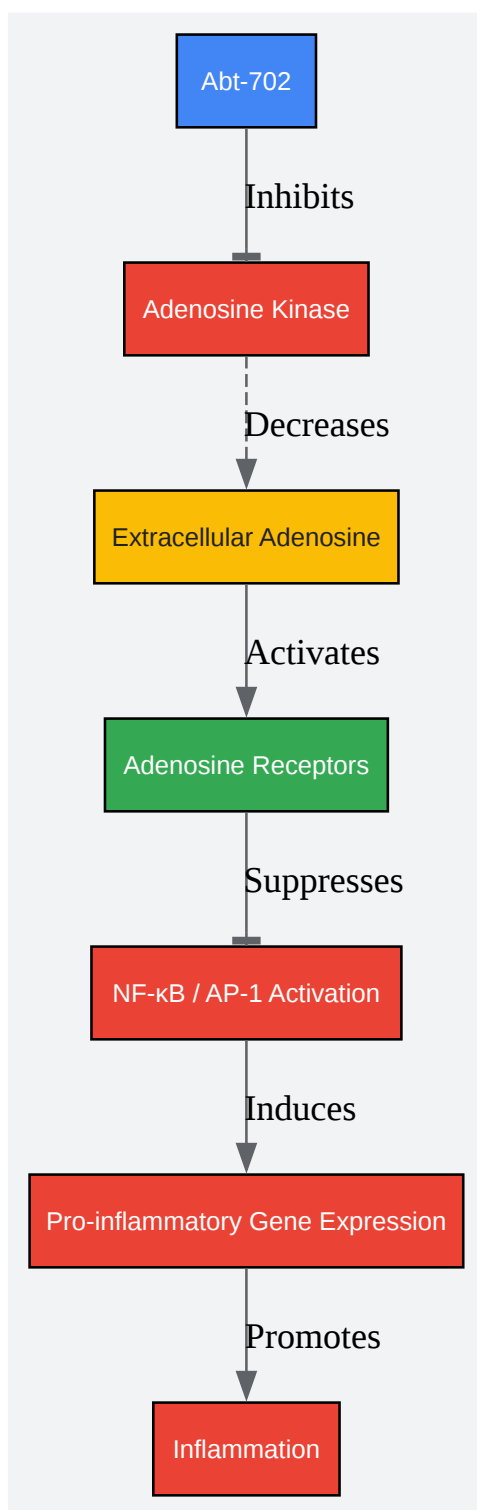 Abt-702
Inhibits
Adenosine Kinase
Decreases
Extracellular Adenosine
Activates
Adenosine Receptors
Suppresses
NF-κB / AP-1 Activation
Induces
Pro-inflammatory Gene Expression
Promotes
Inflammation